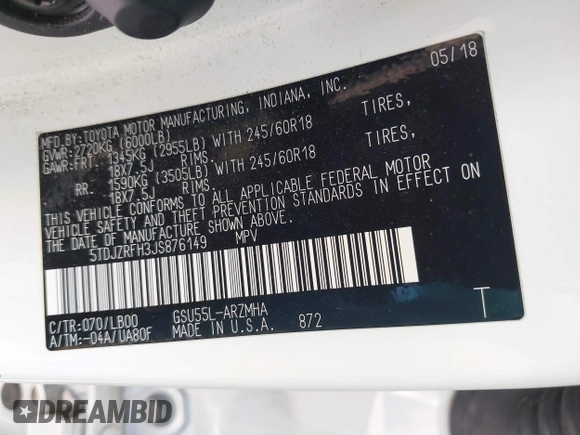 05/18
MFD.BY:TOYOTA MOTOR MANUFACTURING, INDIANA, INC.
GVWR:2720KG (6000LB)
GAWR:FRT. 1345KG (2955LB) WITH 245/60R18 TIRES,
18X7.5J RIMS,
RR. 1590KG (3505LB) WITH 245/60R18 TIRES,
18X7.5J RIMS.
THIS VEHICLE CONFORMS TO ALL APPLICABLE FEDERAL MOTOR
VEHICLE SAFETY AND THEFT PREVENTION STANDARDS IN EFFECT ON
THE DATE OF MANUFACTURE SHOWN ABOVE.
5TDJZRFH3JS876149 MPV
C/TR:070/LB00 GSU55L-ARZMHA T
A/TM:-04A/UA80F MADE IN U.S.A. 872
DREAMBID